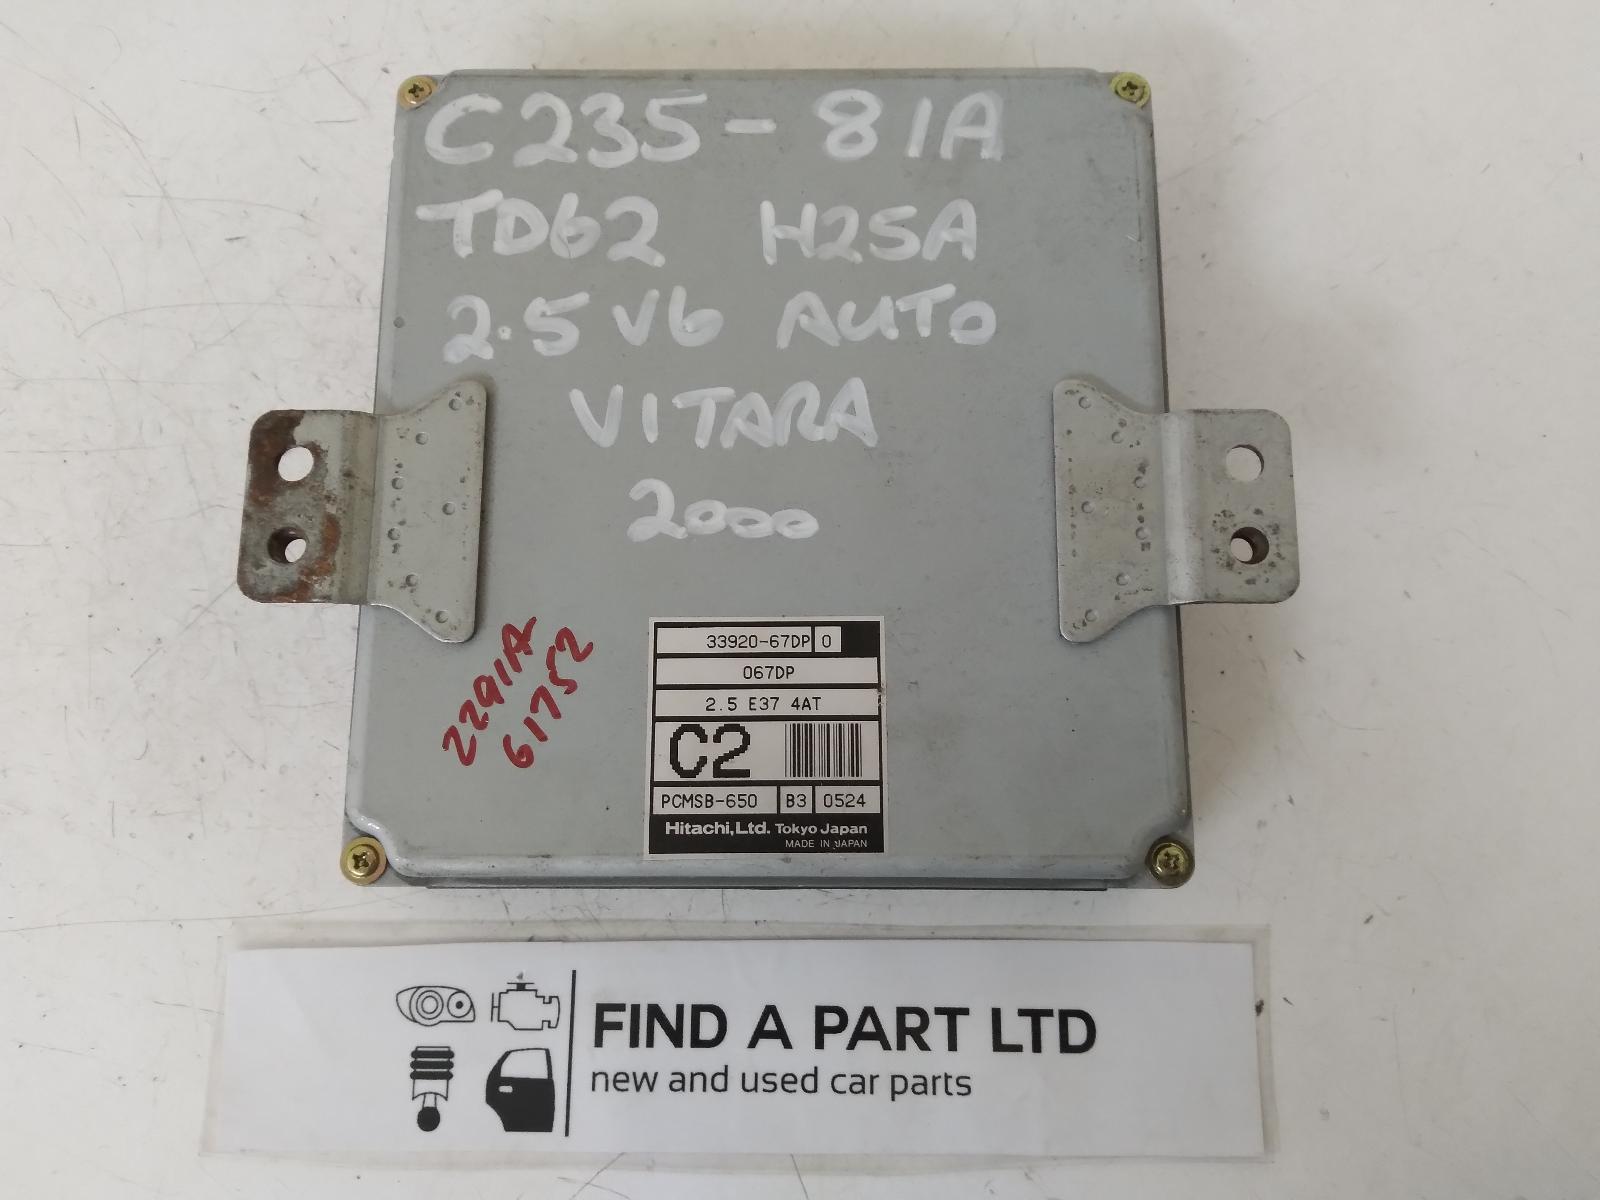 C235-81A
TD62 H25A
2.5 V6 AUTO
VITARA
2000
2291A
61752
33920-67DP 0
067DP
2.5 E37 4AT
C2
PCMSB-650 B3 0524
Hitachi,Ltd. Tokyo Japan
MADE IN JAPAN
FIND A PART LTD
new and used car parts